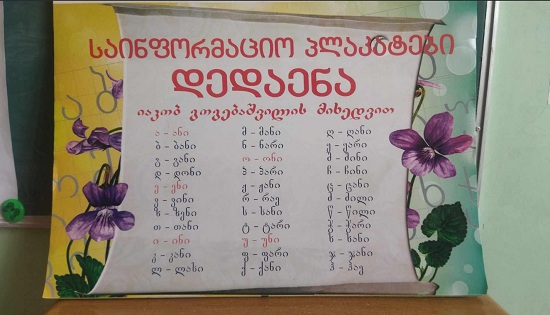 საინფორმაციო პლაკატები
დედაენა
იაკობ გოგებაშვილის მიხედვით
ა - ანი
ბ - ბანი
გ - განი
დ - დონი
ე - ენი
ვ - ვინი
ზ - ზენი
თ - თანი
ი - ინი
კ - კანი
ლ - ლასი
მ - მანი
ნ - ნარი
ო - ონი
პ - პარი
ჟ - ჟანი
რ - რაე
ს - სანი
ტ - ტარი
უ - უნი
ფ - ფარი
ქ - ქანი
ღ - ღანი
ყ - ყარი
შ - შინი
ჩ - ჩინი
ც - ცანი
ძ - ძილი
წ - წილი
ჭ - ჭარი
ხ - ხანი
ჯ - ჯანი
ჰ - ჰაე